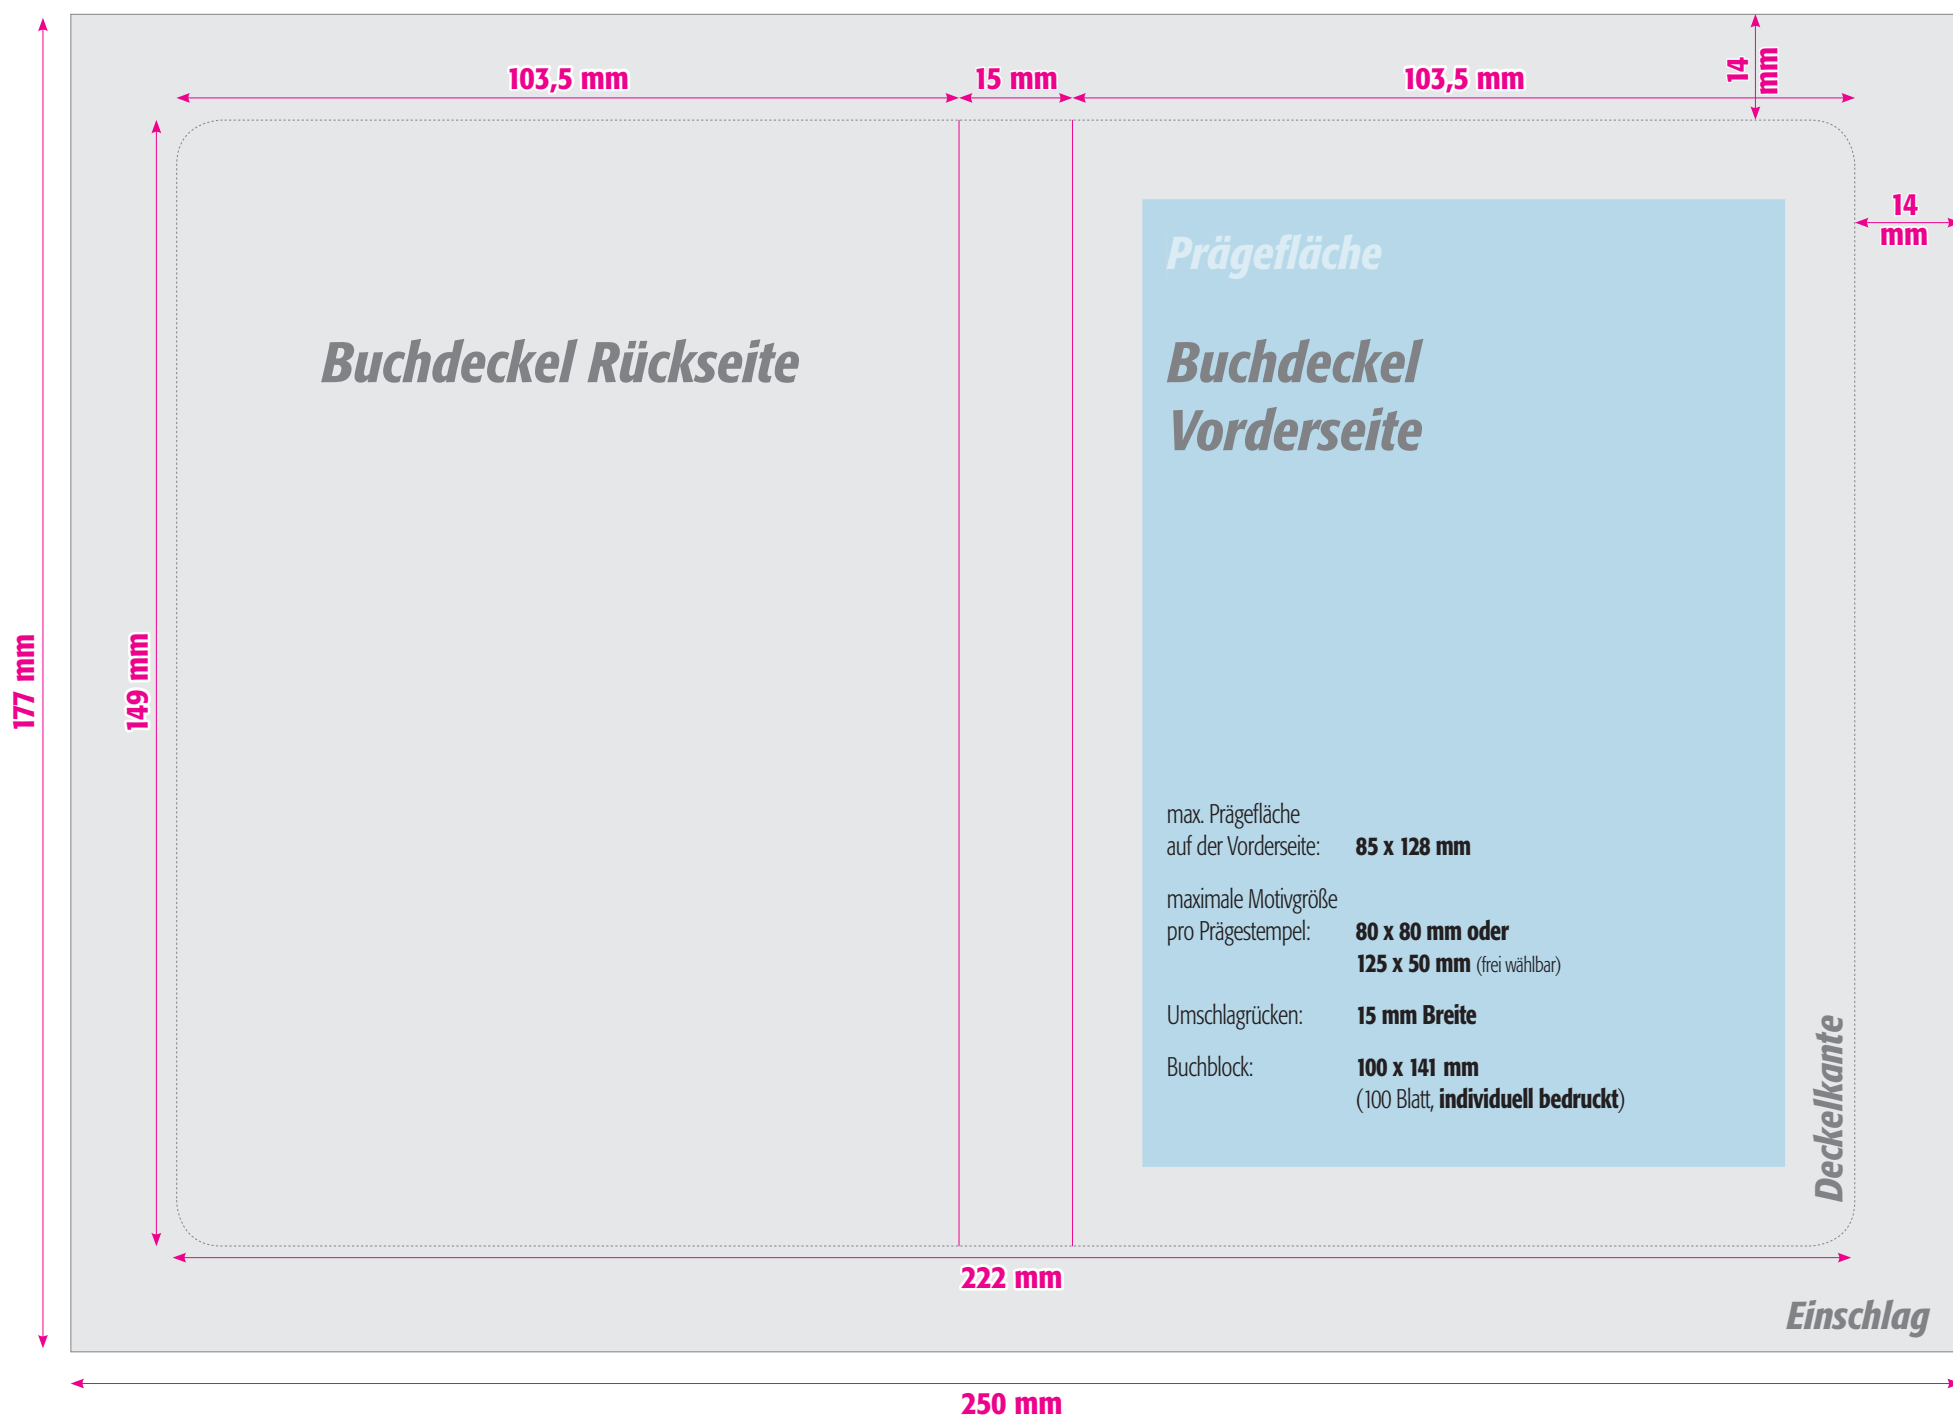 103,5 mm
15 mm
103,5 mm
14
mm
14
mm
Prägefläche
Buchdeckel Rückseite
Buchdeckel
Vorderseite
177 mm
149 mm
max. Prägefläche
auf der Vorderseite: 85 x 128 mm
maximale Motivgröße
pro Prägestempel: 80 x 80 mm oder
125 x 50 mm (frei wählbar)
Umschlagrücken: 15 mm Breite
Buchblock: 100 x 141 mm
(100 Blatt, individuell bedruckt)
Deckelkante
222 mm
Einschlag
250 mm